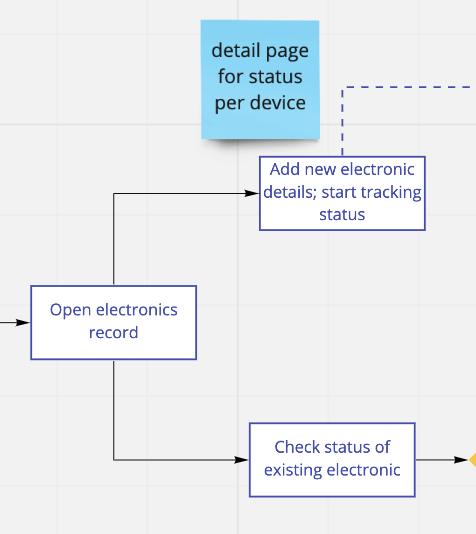 detail page
for status
per device
Add new electronic
details; start tracking
status
Open electronics
record
Check status of
existing electronic